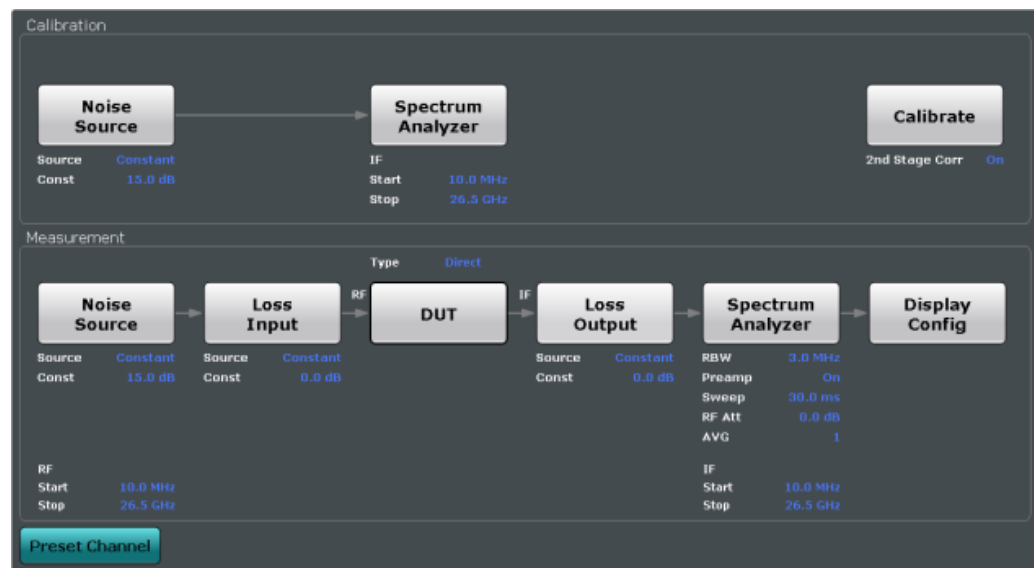 Calibration
Noise Source
Spectrum Analyzer
Calibrate
Source Constant
Const 15.0 dB
IF
Start 10.0 MHz
Stop 26.5 GHz
2nd Stage Corr On
Measurement
Type Direct
Noise Source
Loss Input
RF
DUT
IF
Loss Output
Spectrum Analyzer
Display Config
Source Constant
Const 15.0 dB
Source Constant
Const 0.0 dB
Source Constant
Const 0.0 dB
RBW 3.0 MHz
Preamp On
Sweep 30.0 ms
RF Att 0.0 dB
AVG 1
RF
Start 10.0 MHz
Stop 26.5 GHz
IF
Start 10.0 MHz
Stop 26.5 GHz
Preset Channel